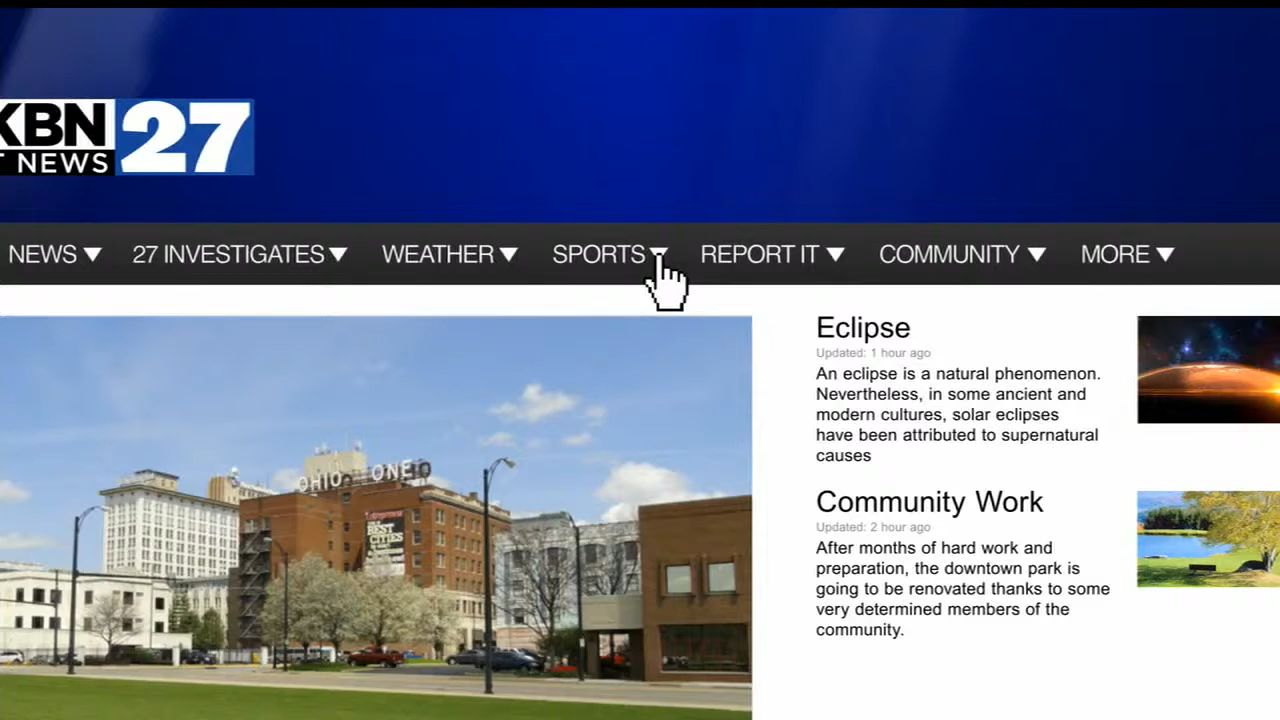 KBN 27
T NEWS
NEWS 27 INVESTIGATES WEATHER SPORTS REPORT IT COMMUNITY MORE
Eclipse
Updated: 1 hour ago
An eclipse is a natural phenomenon.
Nevertheless, in some ancient and
modern cultures, solar eclipses
have been attributed to supernatural
causes
Community Work
Updated: 2 hour ago
After months of hard work and
preparation, the downtown park is
going to be renovated thanks to some
very determined members of the
community.
OHIO ONE
BEST
CITIES